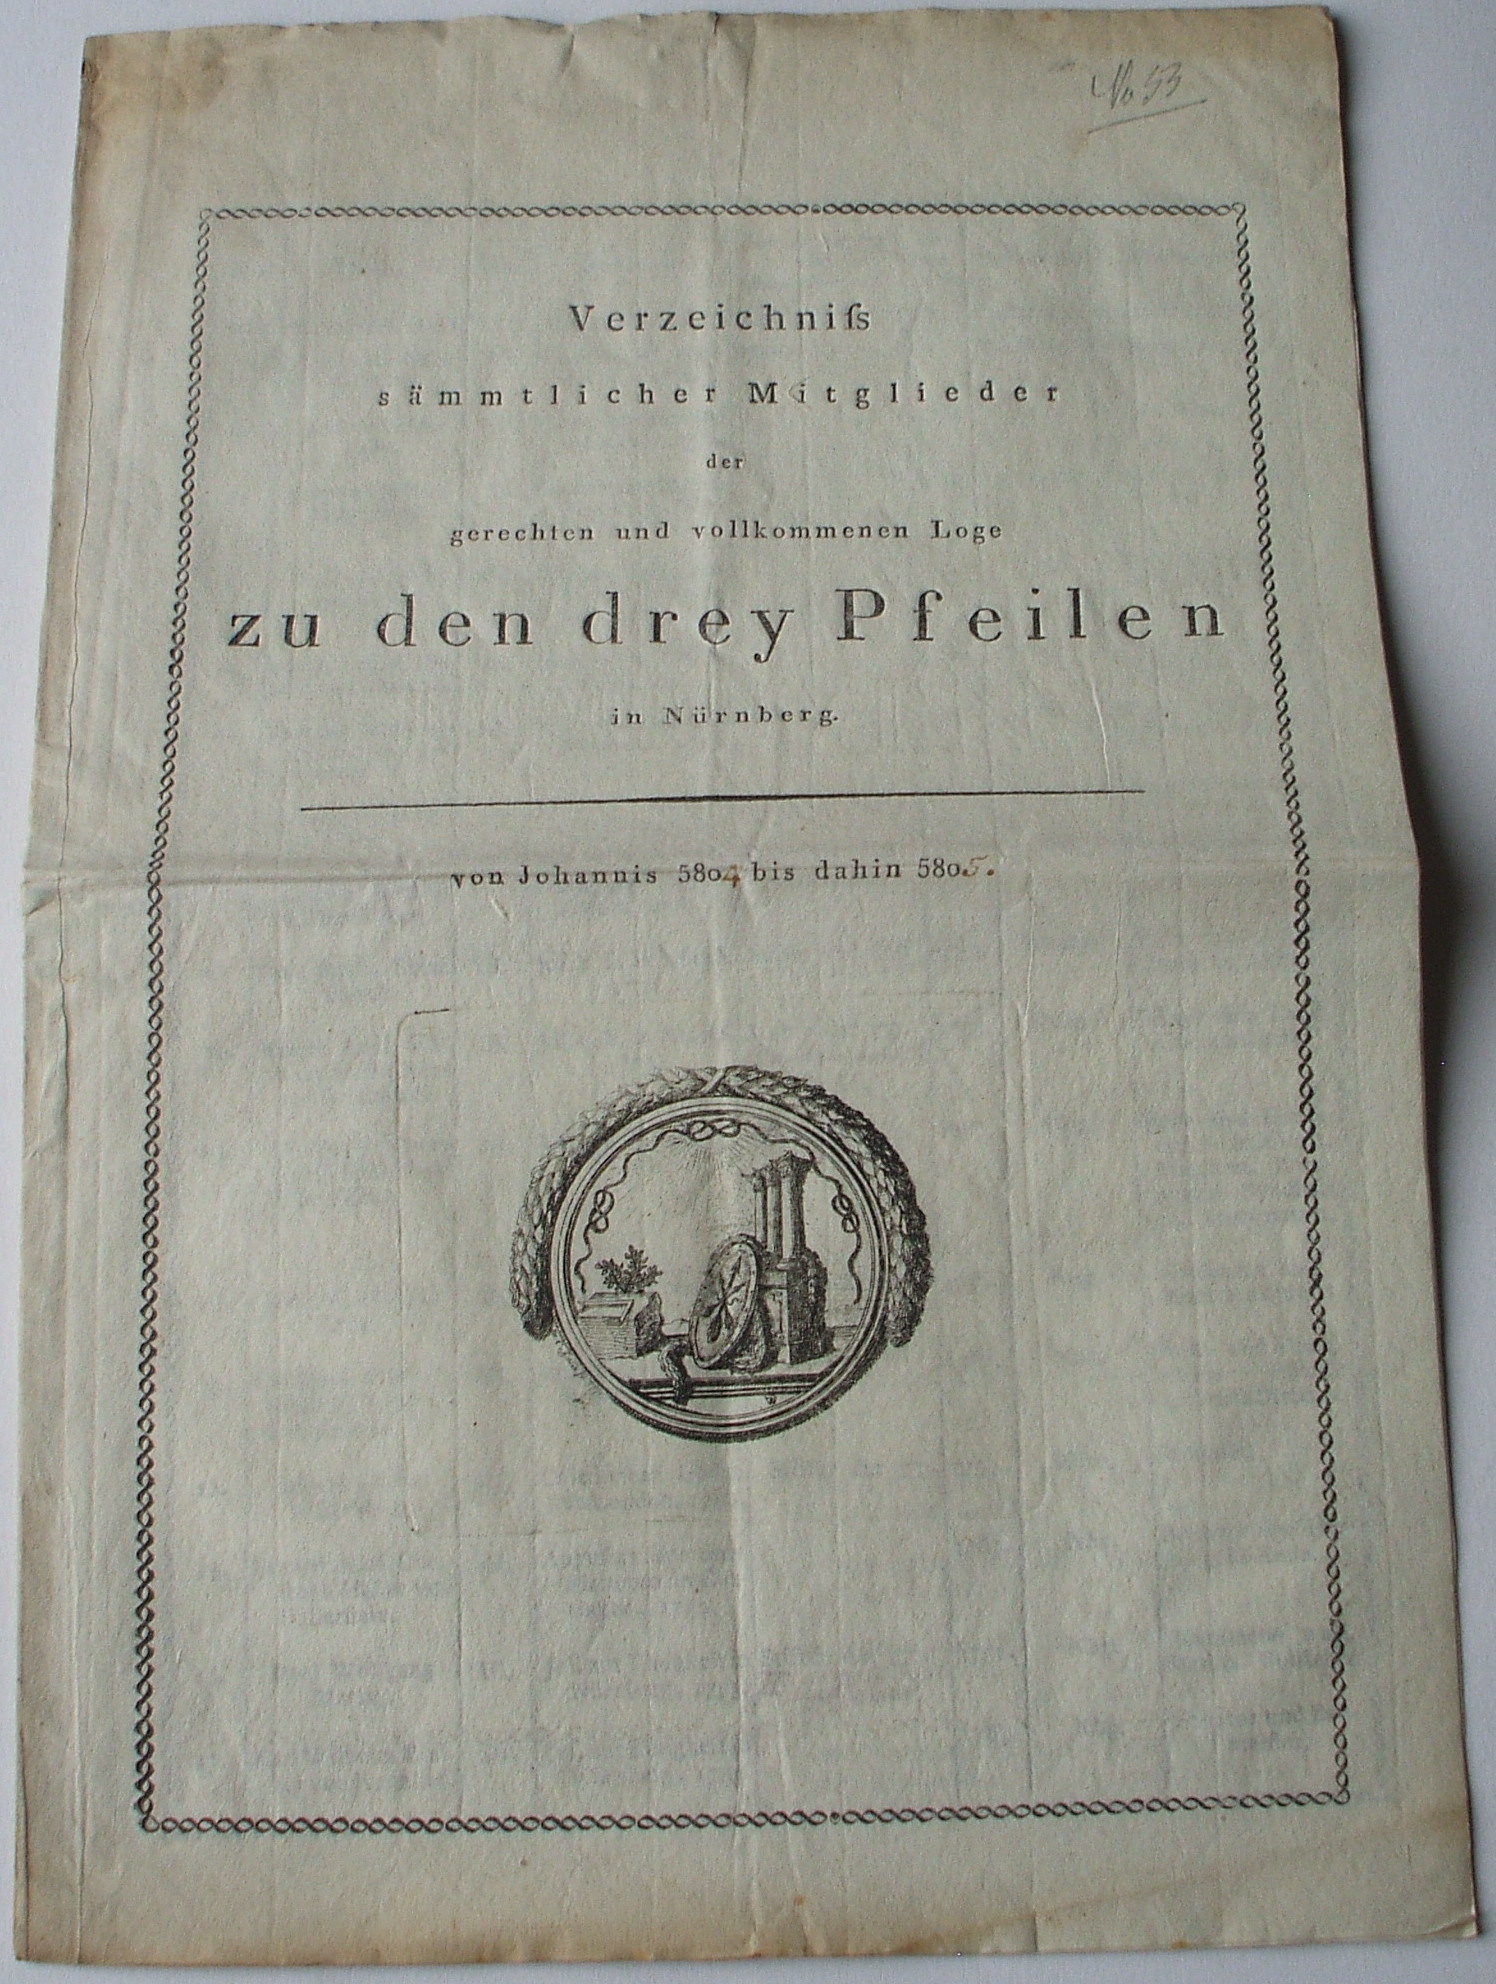 No 53
Verzeichniſs
sämmtlicher Mitglieder
der
gerechten und vollkommenen Loge
zu den drey Pfeilen
in Nürnberg.
von Johannis 5804 bis dahin 5805.